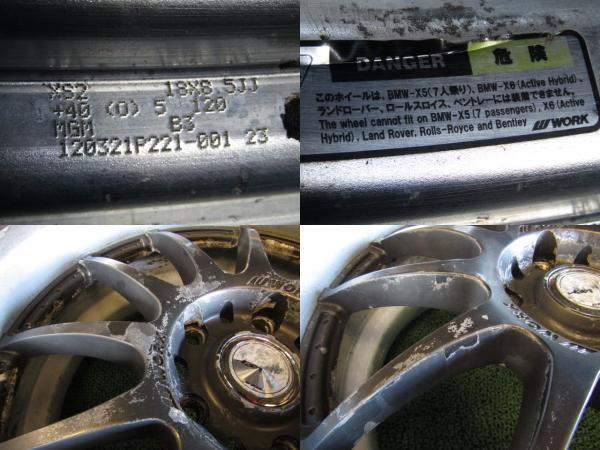 XS2 18X8.5JJ
+40 (0) 5 120
MGM B3
120321P221-001 23
DANGER 危険
このホイールは、BMW-X5(7人乗り)、BMW-X6(Active Hybrid)、
ランドローバー、ロールスロイス、ベントレーには装着できません。
The wheel cannot fit on BMW-X5 (7 passengers), X6 (Active
Hybrid), Land Rover, Rolls-Royce and Bentley WORK